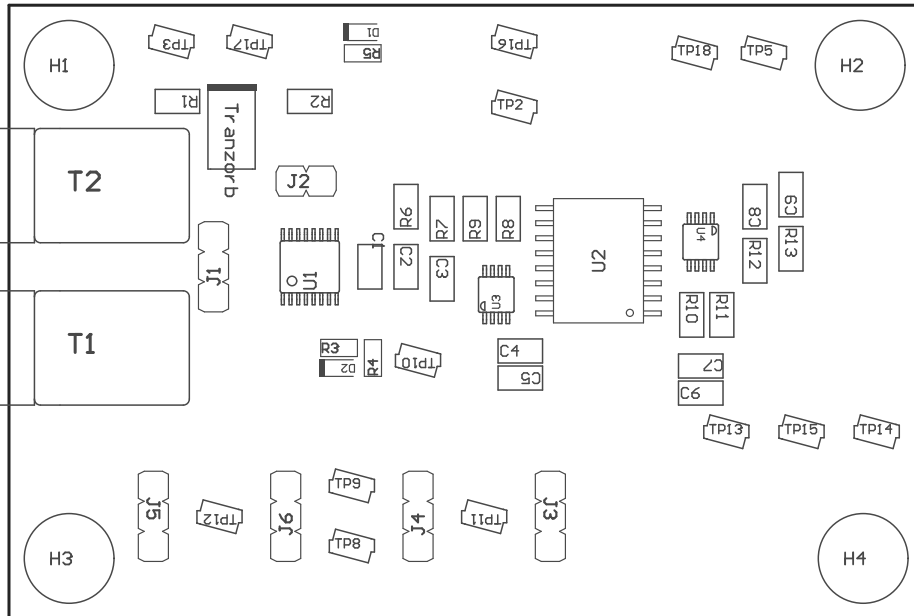 TP3
TP17
D1
R5
TP16
TP18
TP5
H1
H2
TP2
R1
Tranzorb
R2
T2
J2
R6
R7
R9
R8
C8
C9
J1
U1
C1
C2
C3
U3
U2
U4
R12
R13
R10
R11
T1
R3
D2
R4
TP10
C4
C5
C7
C6
TP13
TP15
TP14
J5
TP12
J6
TP9
TP8
J4
TP11
J3
H3
H4